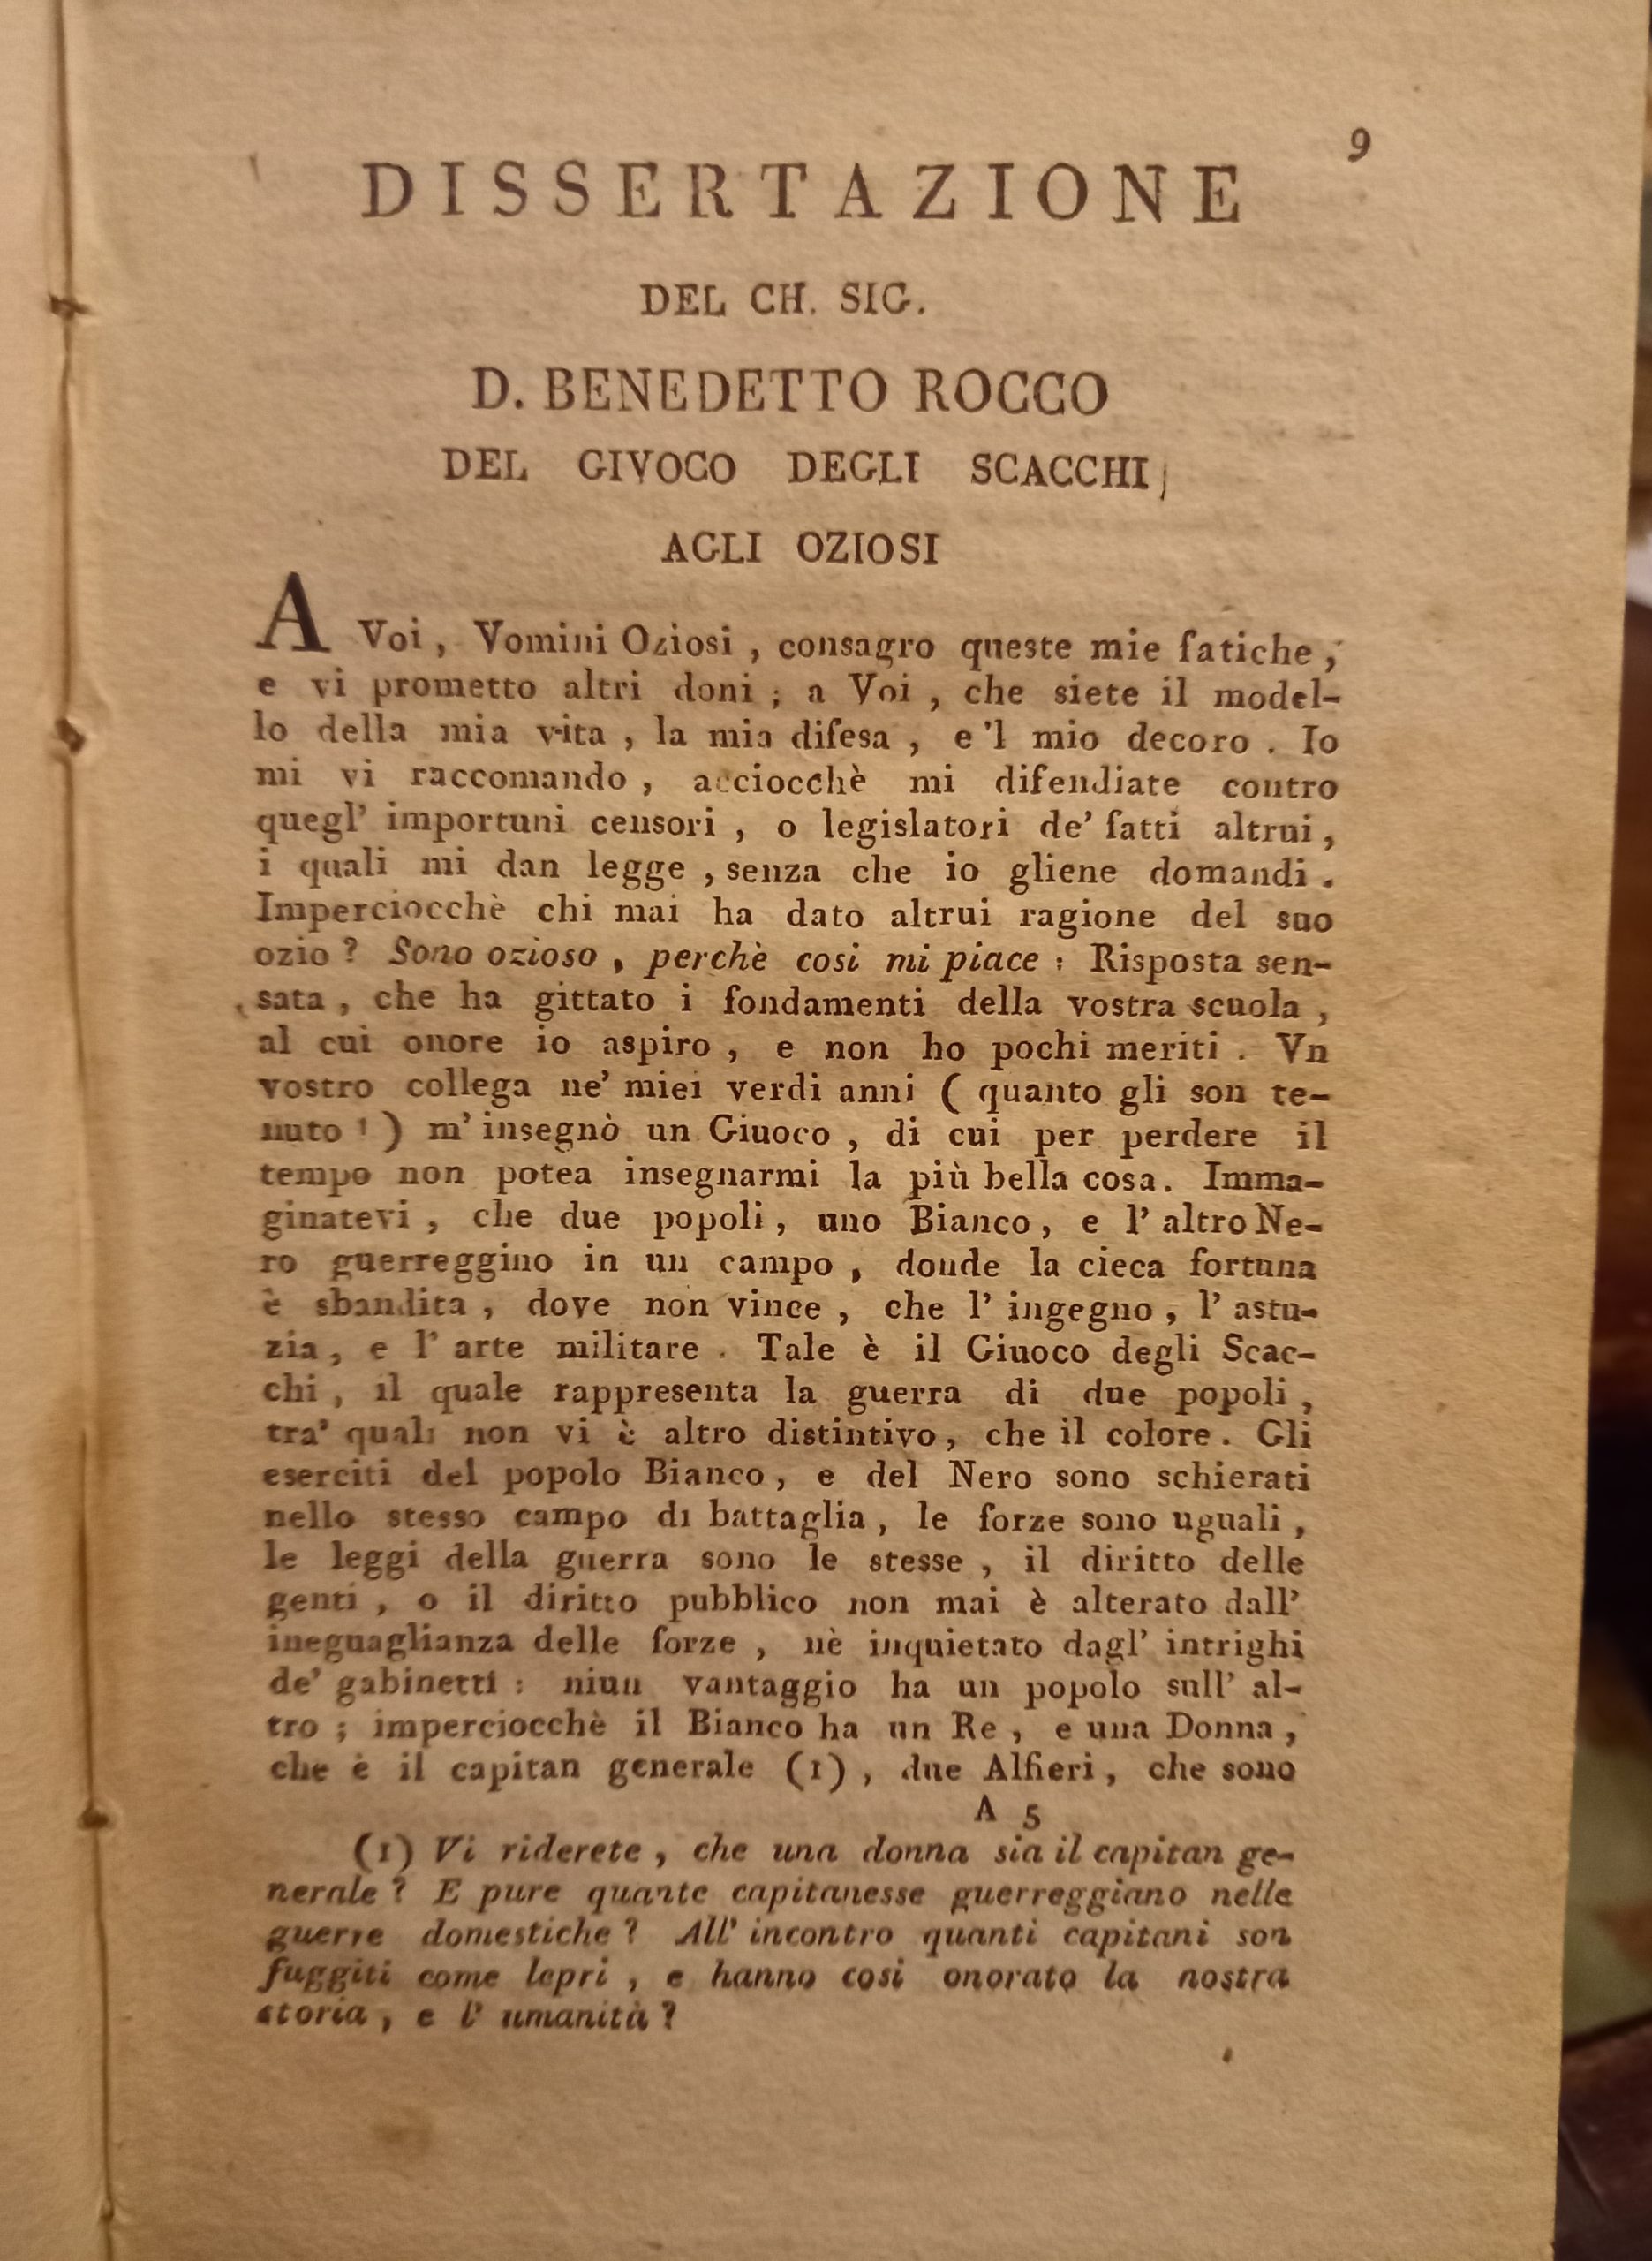 9
DISSERTAZIONE
DEL CH. SIG.
D. BENEDETTO ROCCO
DEL GIVOCO DEGLI SCACCHI
AGLI OZIOSI
A Voi, Vomini Oziosi, consagro queste mie fatiche,
e vi prometto altri doni; a Voi, che siete il model-
lo della mia vita, la mia difesa, e 'l mio decoro. Io
mi vi raccomando, acciocchè mi difendiate contro
quegl' importuni censori, o legislatori de' fatti altrui,
i quali mi dan legge, senza che io gliene domandi.
Imperciocchè chi mai ha dato altrui ragione del suo
ozio? Sono ozioso, perchè così mi piace: Risposta sen-
sata, che ha gittato i fondamenti della vostra scuola,
al cui onore io aspiro, e non ho pochi meriti. Vn
vostro collega ne' miei verdi anni (quanto gli son te-
nuto!) m' insegnò un Giuoco, di cui per perdere il
tempo non potea insegnarmi la più bella cosa. Imma-
ginatevi, che due popoli, uno Bianco, e l' altro Ne-
ro guerreggino in un campo, donde la cieca fortuna
è sbandita, dove non vince, che l' ingegno, l' astu-
zia, e l' arte militare. Tale è il Giuoco degli Scac-
chi, il quale rappresenta la guerra di due popoli,
tra' quali non vi è altro distintivo, che il colore. Gli
eserciti del popolo Bianco, e del Nero sono schierati
nello stesso campo di battaglia, le forze sono uguali,
le leggi della guerra sono le stesse, il diritto delle
genti, o il diritto pubblico non mai è alterato dall'
ineguaglianza delle forze, nè inquietato dagl' intrighi
de' gabinetti: niun vantaggio ha un popolo sull' al-
tro; imperciocchè il Bianco ha un Re, e una Donna,
che è il capitan generale (1), due Alfieri, che sono
A 5
(1) Vi riderete, che una donna sia il capitan ge-
nerale? E pure quante capitanesse guerreggiano nelle
guerre domestiche? All' incontro quanti capitani son
fuggiti come lepri, e hanno così onorato la nostra
storia, e l' umanità?